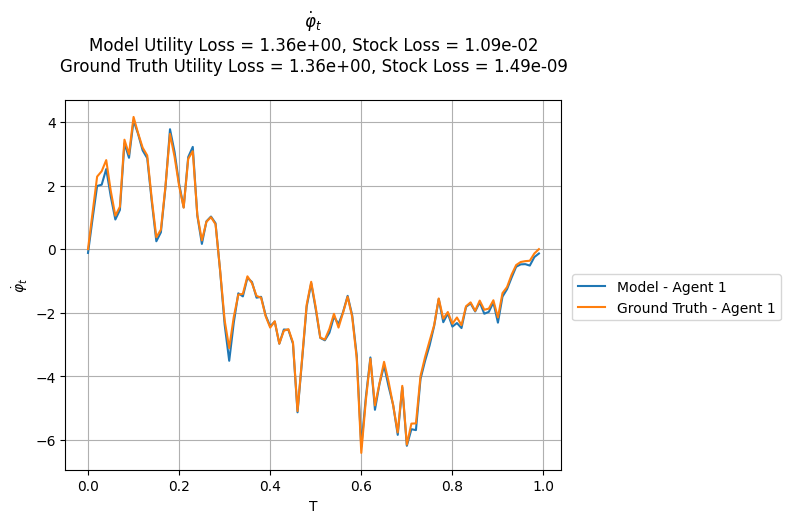 φ̇ₜ
Model Utility Loss = 1.36e+00, Stock Loss = 1.09e-02
Ground Truth Utility Loss = 1.36e+00, Stock Loss = 1.49e-09
4
2
0
−2
−4
−6
φ̇ₜ
0.0 0.2 0.4 0.6 0.8 1.0
T
Model - Agent 1
Ground Truth - Agent 1